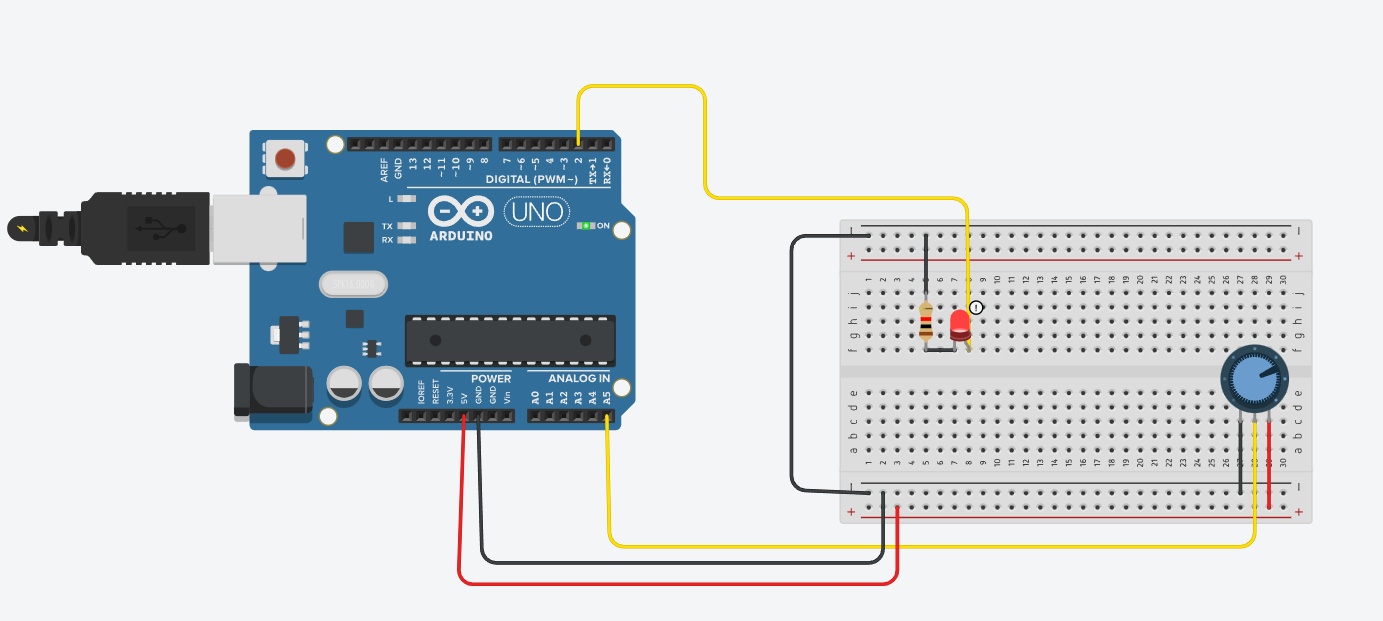 AREF
GND
13
12
~11
~10
~9
8
7
~6
~5
4
~3
2
TX→1
RX←0
DIGITAL (PWM~)
L
TX
RX
UNO
ON
ARDUINO
POWER
ANALOG IN
IOREF
RESET
3.3V
5V
GND
GND
Vin
A0
A1
A2
A3
A4
A5
− −
+ +
1 2 3 4 5 6 7 8 9 10 11 12 13 14 15 16 17 18 19 20 21 22 23 24 25 26 27 28 29 30
j j
i i
h h
g g
f f
!
e e
d d
c c
b b
a a
1 2 3 4 5 6 7 8 9 10 11 12 13 14 15 16 17 18 19 20 21 22 23 24 25 26 27 28 29 30
− −
+ +